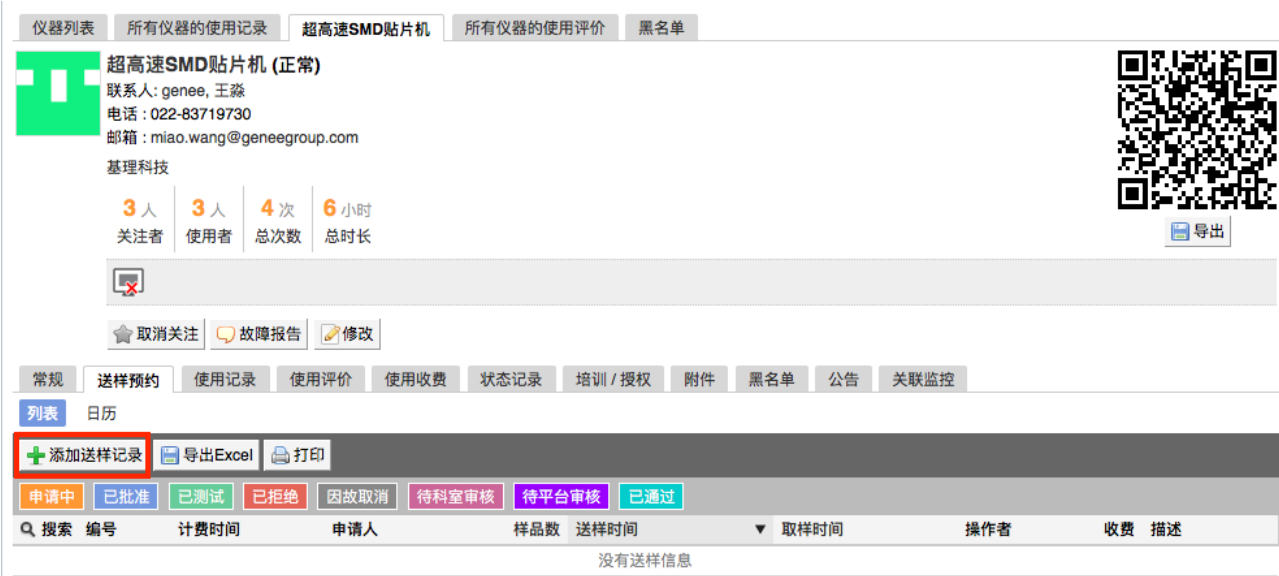 仪器列表 所有仪器的使用记录 超高速SMD贴片机 所有仪器的使用评价 黑名单
超高速SMD贴片机 (正常)
联系人: genee, 王淼
电话 : 022-83719730
邮箱 : miao.wang@geneegroup.com
基理科技
3 人 3 人 4 次 6 小时
关注者 使用者 总次数 总时长
导出
取消关注 故障报告 修改
常规 送样预约 使用记录 使用评价 使用收费 状态记录 培训 / 授权 附件 黑名单 公告 关联监控
列表 日历
添加送样记录 导出Excel 打印
申请中 已批准 已测试 已拒绝 因故取消 待科室审核 待平台审核 已通过
搜索 编号 计费时间 申请人 样品数 送样时间 ▼ 取样时间 操作者 收费 描述
没有送样信息